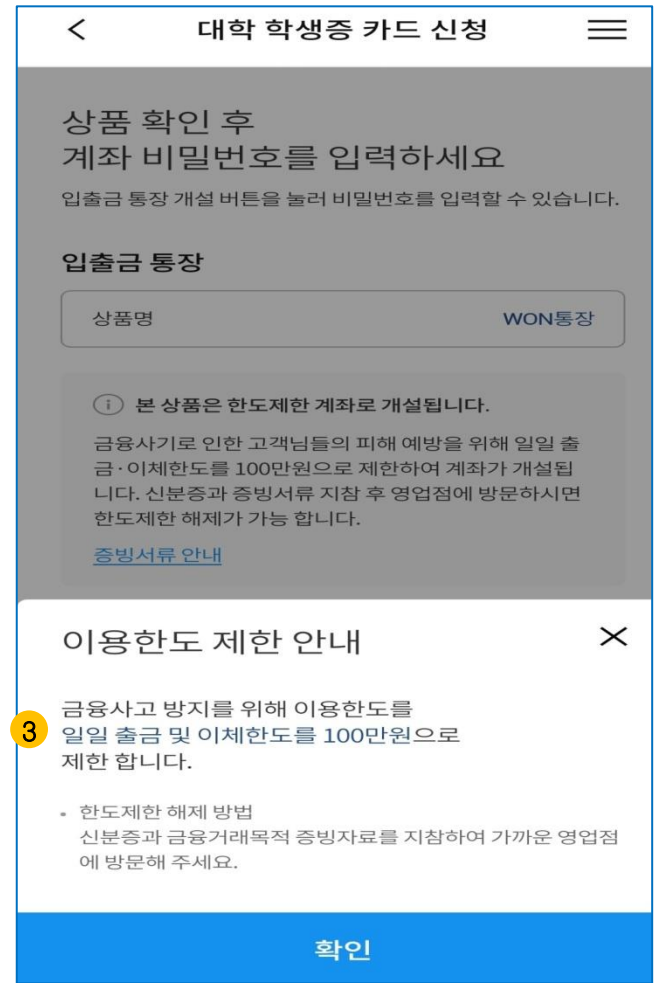 대학 학생증 카드 신청
상품 확인 후
계좌 비밀번호를 입력하세요
입출금 통장 개설 버튼을 눌러 비밀번호를 입력할 수 있습니다.
입출금 통장
상품명 WON통장
본 상품은 한도제한 계좌로 개설됩니다.
금융사기로 인한 고객님들의 피해 예방을 위해 일일 출
금·이체한도를 100만원으로 제한하여 계좌가 개설됩
니다. 신분증과 증빙서류 지참 후 영업점에 방문하시면
한도제한 해제가 가능 합니다.
증빙서류 안내
이용한도 제한 안내
금융사고 방지를 위해 이용한도를
3 일일 출금 및 이체한도를 100만원으로
제한 합니다.
• 한도제한 해제 방법
신분증과 금융거래목적 증빙자료를 지참하여 가까운 영업점
에 방문해 주세요.
확인